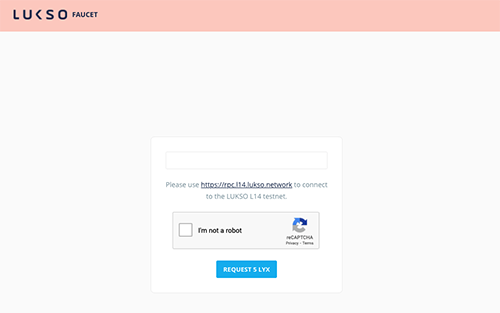 LUKSO FAUCET
Please use https://rpc.l14.lukso.network to connect
to the LUKSO L14 testnet.
I'm not a robot
reCAPTCHA
Privacy - Terms
REQUEST 5 LYX